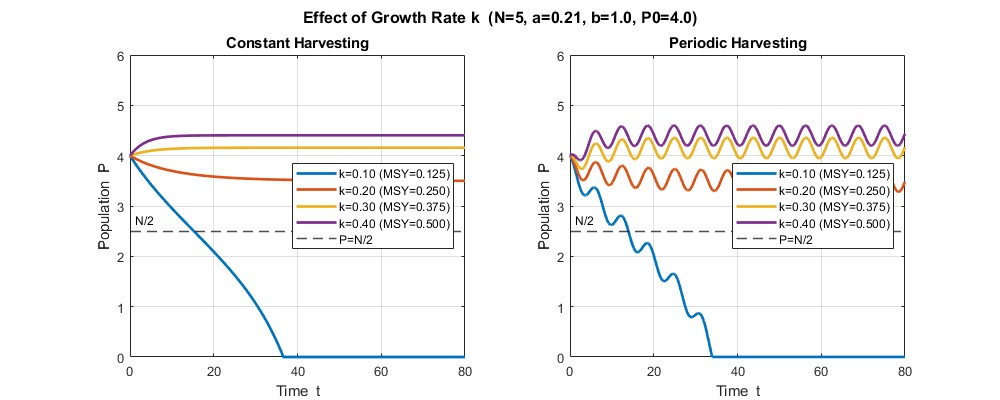 Effect of Growth Rate k (N=5, a=0.21, b=1.0, P0=4.0)
Constant Harvesting
Population P
6
5
4
3
2
1
0
N/2
k=0.10 (MSY=0.125)
k=0.20 (MSY=0.250)
k=0.30 (MSY=0.375)
k=0.40 (MSY=0.500)
P=N/2
0 20 40 60 80
Time t
Periodic Harvesting
Population P
6
5
4
3
2
1
0
N/2
k=0.10 (MSY=0.125)
k=0.20 (MSY=0.250)
k=0.30 (MSY=0.375)
k=0.40 (MSY=0.500)
P=N/2
0 20 40 60 80
Time t